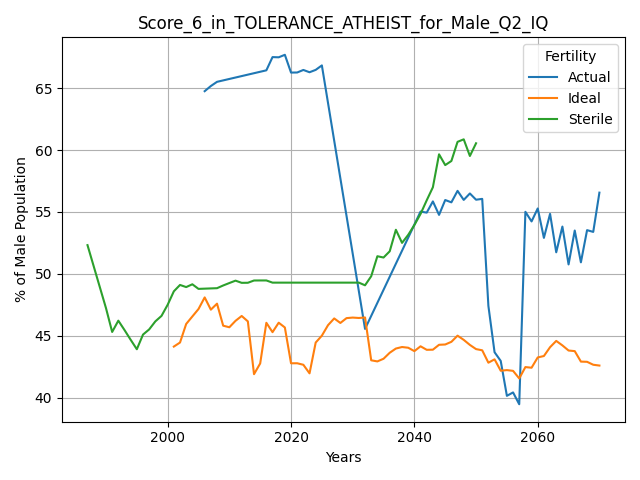 Score_6_in_TOLERANCE_ATHEIST_for_Male_Q2_IQ
Fertility
Actual
Ideal
Sterile
% of Male Population
65
60
55
50
45
40
2000
2020
2040
2060
Years